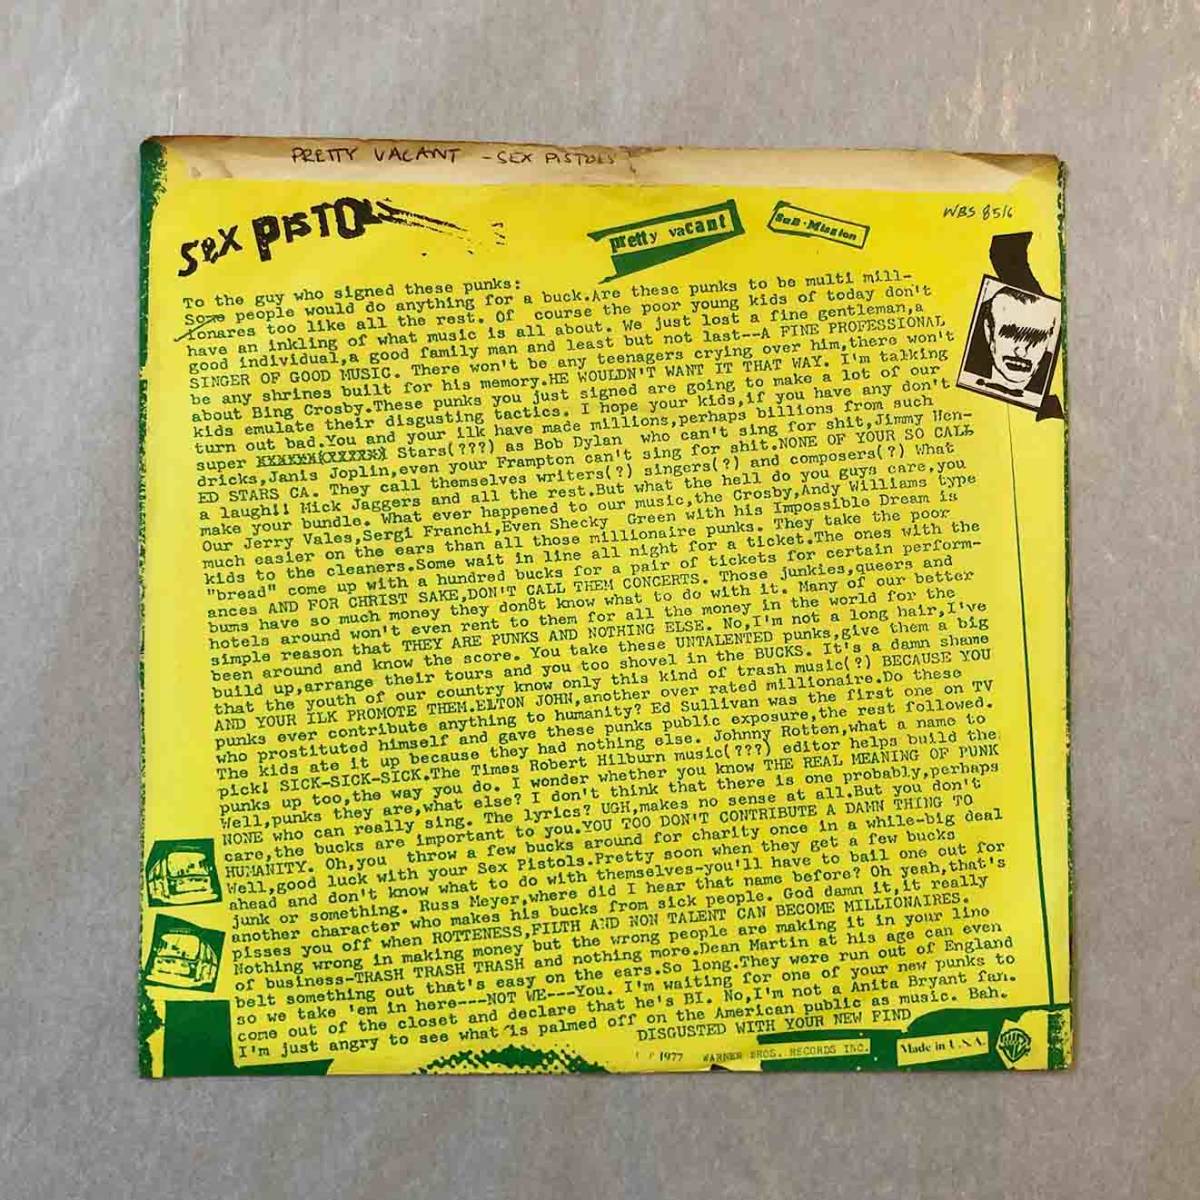 PRETTY VACANT - SEX PISTOLS
SeX PISTOLS
pretty vacant
Sub-Mission
WBS 8516
To the guy who signed these punks:
Some people would do anything for a buck.Are these punks to be multi mill-
ionares too like all the rest. Of course the poor young kids of today don't
have an inkling of what music is all about. We just lost a fine gentleman,a
good individual,a good family man and least but not last--A FINE PROFESSIONAL
SINGER OF GOOD MUSIC. There won't be any teenagers crying over him,there won't
be any shrines built for his memory.HE WOULDN'T WANT IT THAT WAY. I'm talking
about Bing Crosby.These punks you just signed are going to make a lot of our
kids emulate their disgusting tactics. I hope your kids,if you have any don't
turn out bad.You and your ilk have made millions,perhaps billions from such
super Stars(???) as Bob Dylan who can't sing for shit,Jimmy Hen-
dricks,Janis Joplin,even your Frampton can't sing for shit.NONE OF YOUR SO CALL
ED STARS CA. They call themselves writers(?) singers(?) and composers(?) What
a laugh!! Mick Jaggers and all the rest.But what the hell do you guys care,you
make your bundle. What ever happened to our music,the Crosby,Andy Williams type
Our Jerry Vales,Sergi Franchi,Even Shecky Green with his Impossible Dream is
much easier on the ears than all those millionaire punks. They take the poor
kids to the cleaners.Some wait in line all night for a ticket.The ones with the
"bread" come up with a hundred bucks for a pair of tickets for certain perform-
ances AND FOR CHRIST SAKE,DON'T CALL THEM CONCERTS. Those junkies,queers and
bums have so much money they don8t know what to do with it. Many of our better
hotels around won't even rent to them for all the money in the world for the
simple reason that THEY ARE PUNKS AND NOTHING ELSE. No,I'm not a long hair,I've
been around and know the score. You take these UNTALENTED punks,give them a big
build up,arrange their tours and you too shovel in the BUCKS. It's a damn shame
that the youth of our country know only this kind of trash music(?) BECAUSE YOU
AND YOUR ILK PROMOTE THEM.ELTON JOHN,another over rated millionaire.Do these
punks ever contribute anything to humanity? Ed Sullivan was the first one on TV
who prostituted himself and gave these punks public exposure,the rest followed.
The kids ate it up because they had nothing else. Johnny Rotten,what a name to
pick! SICK-SICK-SICK.The Times Robert Hilburn music(???) editor helps build the
punks up too,the way you do. I wonder whether you know THE REAL MEANING OF PUNK
Well,punks they are,what else? I don't think that there is one probably,perhaps
NONE who can really sing. The lyrics? UGH,makes no sense at all.But you don't
care,the bucks are important to you.YOU TOO DON'T CONTRIBUTE A DAMN THING TO
HUMANITY. Oh,you throw a few bucks around for charity once in a while-big deal
Well,good luck with your Sex Pistols.Pretty soon when they get a few bucks
ahead and don't know what to do with themselves-you'll have to bail one out for
junk or something. Russ Meyer,where did I hear that name before? Oh yeah,that's
another character who makes his bucks from sick people. God damn it,it really
pisses you off when ROTTENESS,FILTH AND NON TALENT CAN BECOME MILLIONAIRES.
Nothing wrong in making money but the wrong people are making it in your line
of business-TRASH TRASH TRASH and nothing more.Dean Martin at his age can even
belt something out that's easy on the ears.So long.They were run out of England
so we take 'em in here----NOT WE---You. I'm waiting for one of your new punks to
come out of the closet and declare that he's BI. No,I'm not a Anita Bryant fan.
I'm just angry to see what is palmed off on the American public as music. Bah.
DISGUSTED WITH YOUR NEW FIND
1977 WARNER BROS. RECORDS INC.
Made in U.S.A.